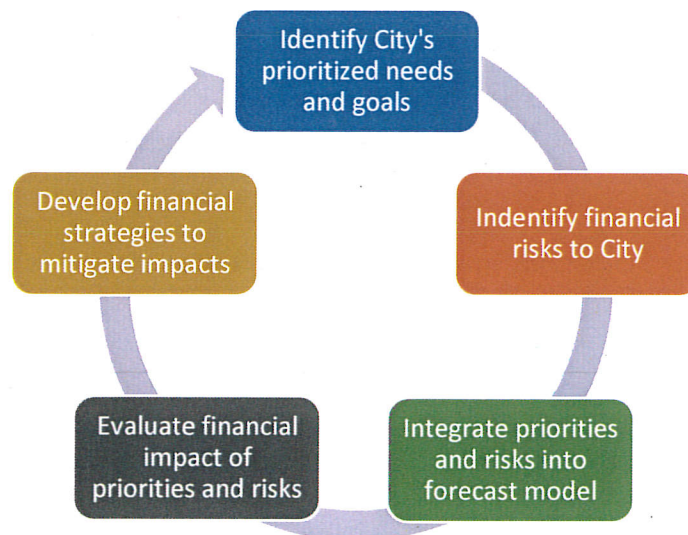 Identify City's
prioritized needs
and goals
Indentify financial
risks to City
Integrate priorities
and risks into
forecast model
Evaluate financial
impact of
priorities and risks
Develop financial
strategies to
mitigate impacts